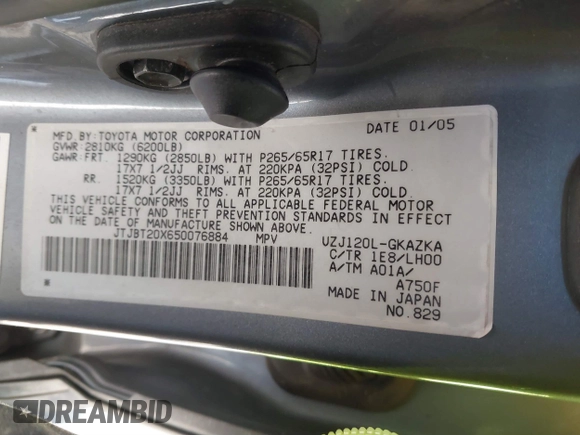 MFD. BY: TOYOTA MOTOR CORPORATION DATE 01/05
GVWR: 2810KG (6200LB)
GAWR: FRT. 1290KG (2850LB) WITH P265/65R17 TIRES.
17X7 1/2JJ RIMS. AT 220KPA (32PSI) COLD
RR. 1520KG (3350LB) WITH P265/65R17 TIRES.
17X7 1/2JJ RIMS. AT 220KPA (32PSI) COLD
THIS VEHICLE CONFORMS TO ALL APPLICABLE FEDERAL MOTOR
VEHICLE SAFETY AND THEFT PREVENTION STANDARDS IN EFFECT
ON THE DATE OF MANUFACTURE SHOWN ABOVE.
JTJBT20X650076884 MPV UZJ120L-GKAZKA
C/TR 1E8/LH00
A/TM A01A/
A750F
MADE IN JAPAN
NO.829
DREAMBID